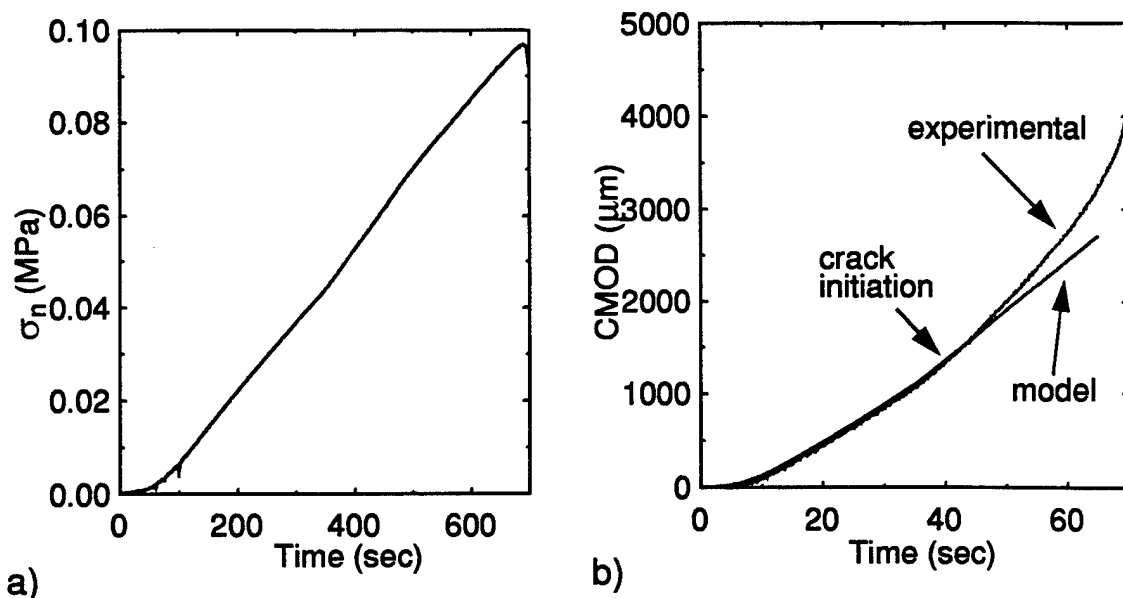 0.10
0.08
0.06
0.04
0.02
0.00
σn (MPa)
0
200
400
600
Time (sec)
a)
5000
4000
3000
2000
1000
0
CMOD (μm)
experimental
crack
initiation
model
0
20
40
60
Time (sec)
b)